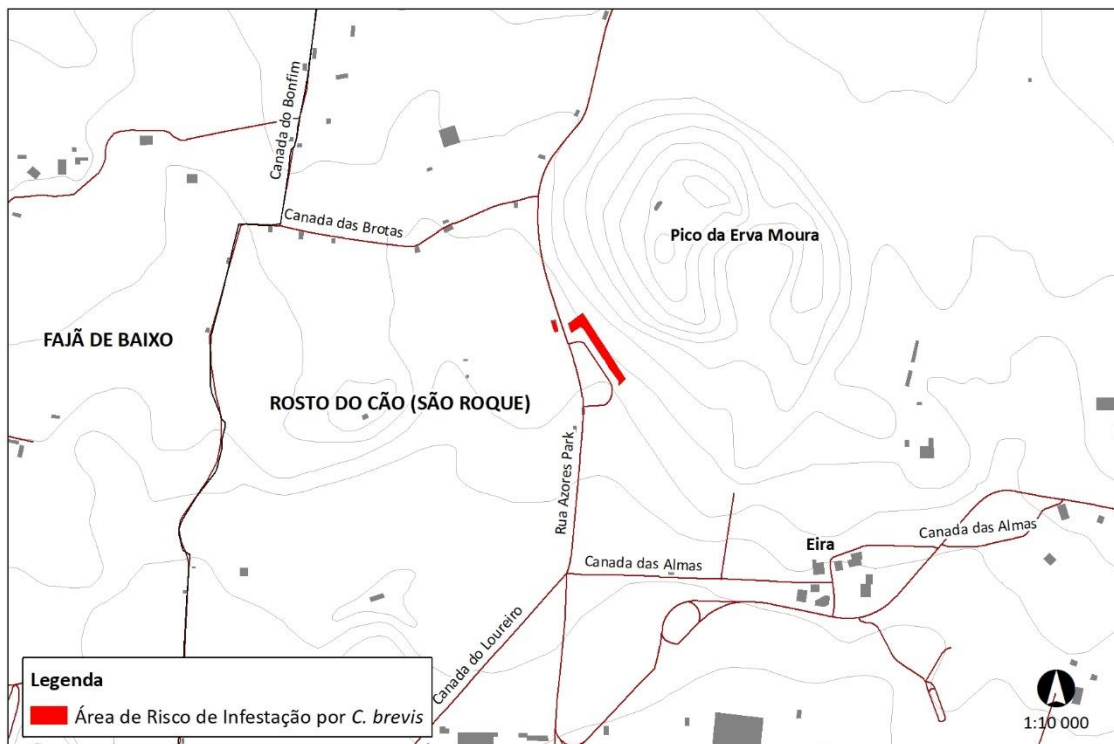 Canada do Bonfim
Canada das Brotas
Pico da Erva Moura
FAJÃ DE BAIXO
ROSTO DO CÃO (SÃO ROQUE)
Rua Azores Park
Eira
Canada das Almas
Canada das Almas
Canada do Loureiro
Legenda
Área de Risco de Infestação por C. brevis
1:10 000